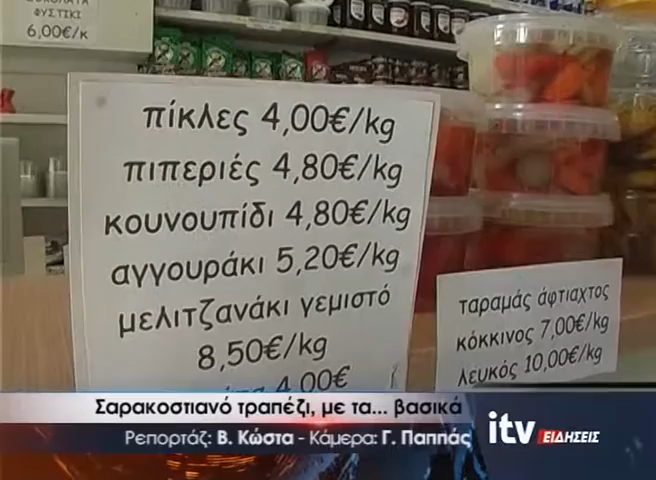 ΦΥΣΤΙΚΙ
6,00€/κ
πίκλες 4,00€/kg
πιπεριές 4,80€/kg
κουνουπίδι 4,80€/kg
αγγουράκι 5,20€/kg
μελιτζανάκι γεμιστό
8,50€/kg
4,00€
ταραμάς άφτιαχτος
κόκκινος 7,00€/kg
λευκός 10,00€/kg
Σαρακοστιανό τραπέζι, με τα... βασικά
Ρεπορτάζ: Β. Κώστα - Κάμερα: Γ. Παππάς
itv ΕΙΔΗΣΕΙΣ